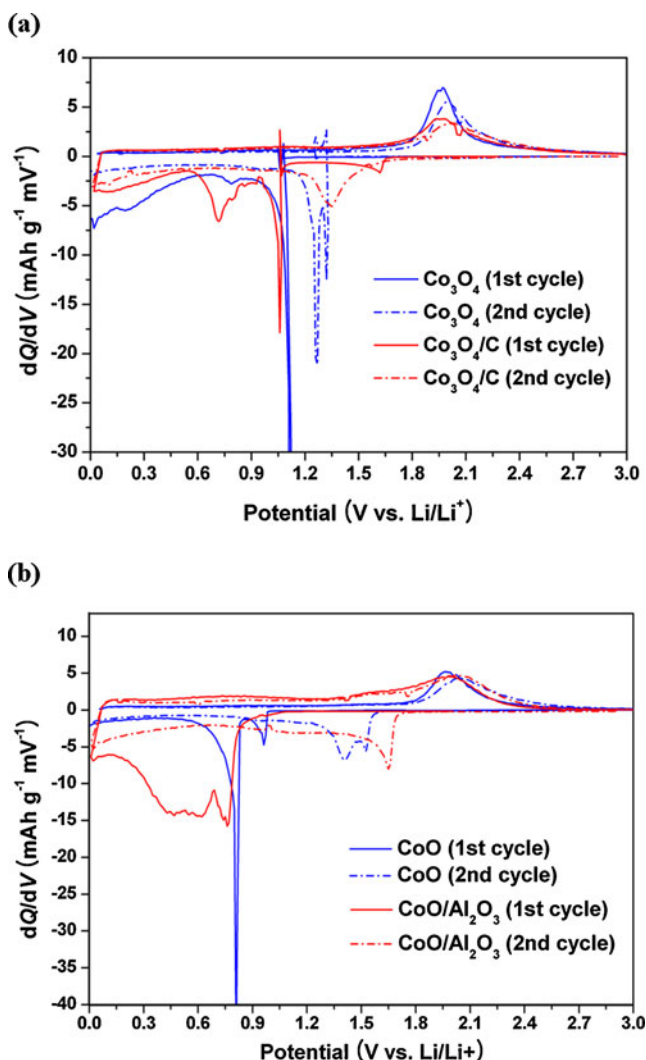 (a)
10
5
0
-5
-10
-15
-20
-25
-30
dQ/dV (mAh g⁻¹ mV⁻¹)
Co₃O₄ (1st cycle)
Co₃O₄ (2nd cycle)
Co₃O₄/C (1st cycle)
Co₃O₄/C (2nd cycle)
0.0 0.3 0.6 0.9 1.2 1.5 1.8 2.1 2.4 2.7 3.0
Potential (V vs. Li/Li⁺)
(b)
10
5
0
-5
-10
-15
-20
-25
-30
-35
-40
dQ/dV (mAh g⁻¹ mV⁻¹)
CoO (1st cycle)
CoO (2nd cycle)
CoO/Al₂O₃ (1st cycle)
CoO/Al₂O₃ (2nd cycle)
0.0 0.3 0.6 0.9 1.2 1.5 1.8 2.1 2.4 2.7 3.0
Potential (V vs. Li/Li+)